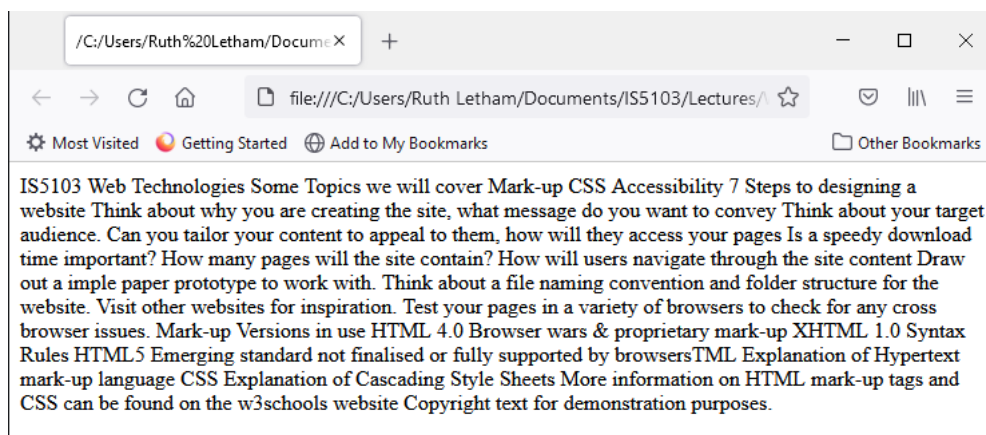 /C:/Users/Ruth%20Letham/Docume
file:///C:/Users/Ruth Letham/Documents/IS5103/Lectures/
Most Visited Getting Started Add to My Bookmarks Other Bookmarks
IS5103 Web Technologies Some Topics we will cover Mark-up CSS Accessibility 7 Steps to designing a
website Think about why you are creating the site, what message do you want to convey Think about your target
audience. Can you tailor your content to appeal to them, how will they access your pages Is a speedy download
time important? How many pages will the site contain? How will users navigate through the site content Draw
out a imple paper prototype to work with. Think about a file naming convention and folder structure for the
website. Visit other websites for inspiration. Test your pages in a variety of browsers to check for any cross
browser issues. Mark-up Versions in use HTML 4.0 Browser wars & proprietary mark-up XHTML 1.0 Syntax
Rules HTML5 Emerging standard not finalised or fully supported by browsersTML Explanation of Hypertext
mark-up language CSS Explanation of Cascading Style Sheets More information on HTML mark-up tags and
CSS can be found on the w3schools website Copyright text for demonstration purposes.